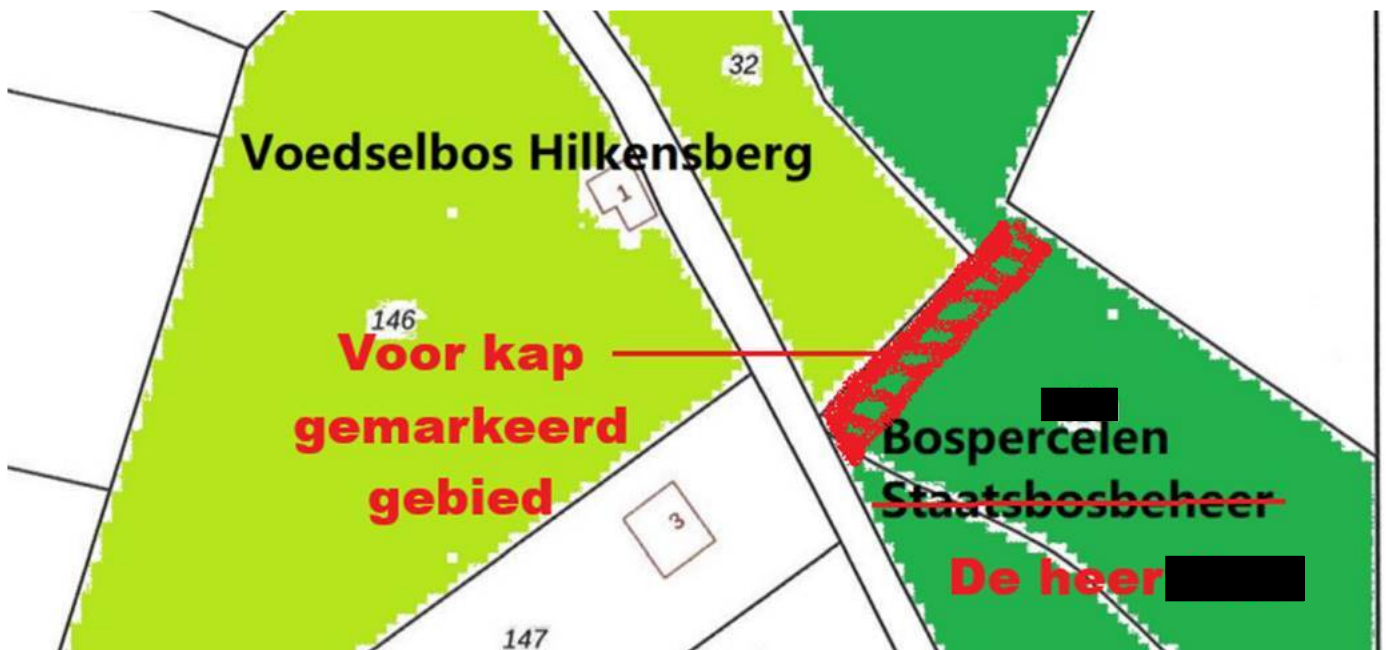 32
Voedselbos Hilkensberg
1
146
Voor kap
gemarkeerd
gebied
Bospercelen
Staatsbosbeheer
3
De heer
147